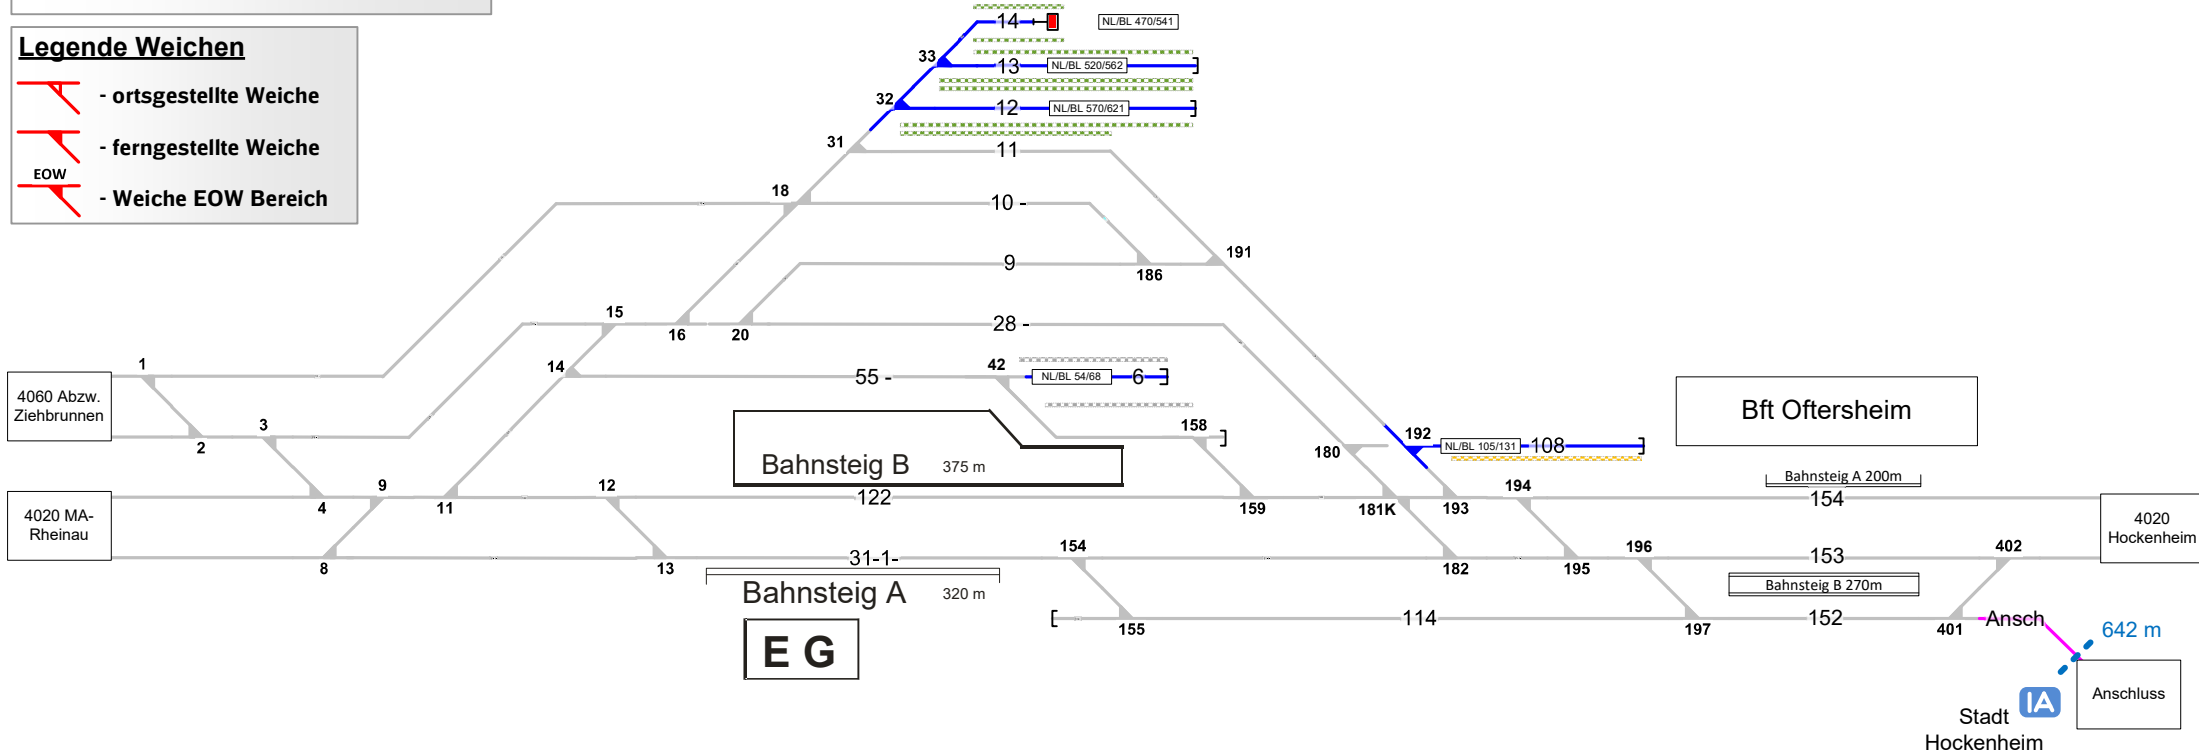 Legende Weichen
- ortsgestellte Weiche
- ferngestellte Weiche
EOW
- Weiche EOW Bereich
14
NL/BL 470/541
33
13
NL/BL 520/562
32
12
NL/BL 570/621
31
11
18
10 -
191
9
186
15
16
20
28 -
1
14
55 -
42
NL/BL 54/68
6
4060 Abzw.
Ziehbrunnen
2
3
Bahnsteig B
375 m
158
180
192
NL/BL 105/131
108
Bft Oftersheim
Bahnsteig A 200m
4020 MA-
Rheinau
4
9
11
12
122
159
181K
193
194
154
4020
Hockenheim
8
13
31-1-
154
182
195
196
153
402
Bahnsteig A
320 m
Bahnsteig B 270m
155
114
197
152
401
Ansch
642 m
E G
Anschluss
IA
Stadt
Hockenheim